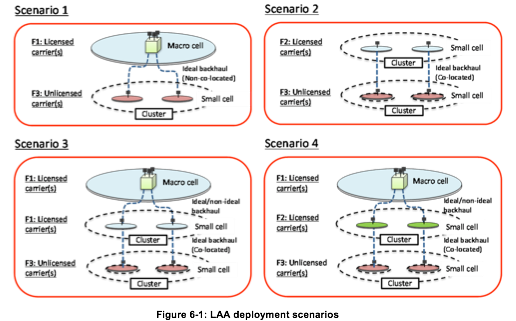 Scenario 1
F1: Licensed
carrier(s)
Macro cell
Ideal backhaul
(Non-co-located)
F3: Unlicensed
carrier(s)
Small cell
Cluster
Scenario 2
F2: Licensed
carrier(s)
Small cell
Cluster
Ideal backhaul
(Co-located)
F3: Unlicensed
carrier(s)
Small cell
Cluster
Scenario 3
F1: Licensed
carrier(s)
Macro cell
Ideal/non-ideal
backhaul
F1: Licensed
carrier(s)
Small cell
Cluster
Ideal backhaul
(Co-located)
F3: Unlicensed
carrier(s)
Small cell
Cluster
Scenario 4
F1: Licensed
carrier(s)
Macro cell
Ideal/non-ideal
backhaul
F2: Licensed
carrier(s)
Small cell
Cluster
Ideal backhaul
(Co-located)
F3: Unlicensed
carrier(s)
Small cell
Cluster
Figure 6-1: LAA deployment scenarios